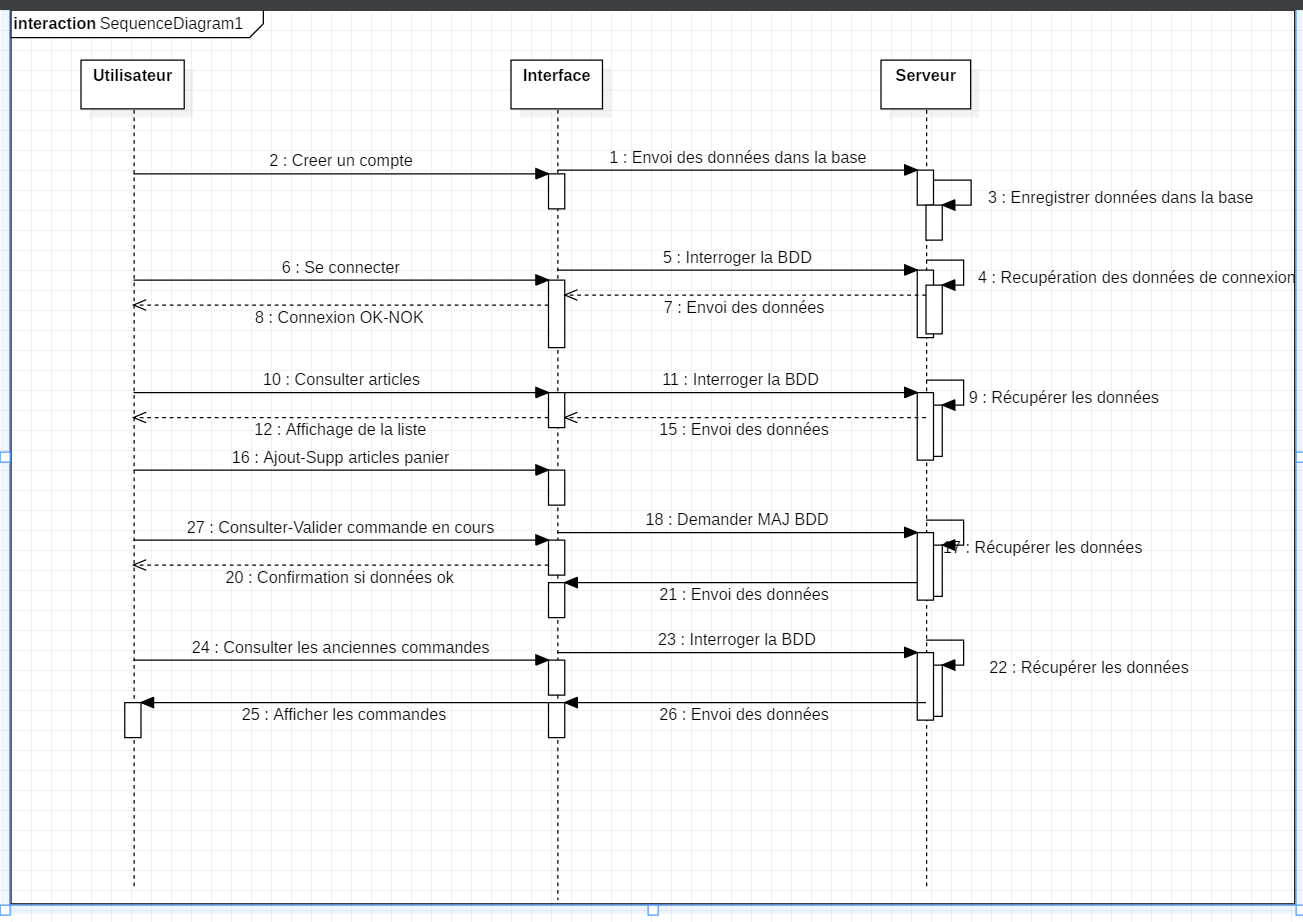 interaction SequenceDiagram1
Utilisateur
Interface
Serveur
2 : Creer un compte
1 : Envoi des données dans la base
3 : Enregistrer données dans la base
6 : Se connecter
5 : Interroger la BDD
4 : Recupération des données de connexion
8 : Connexion OK-NOK
7 : Envoi des données
10 : Consulter articles
11 : Interroger la BDD
9 : Récupérer les données
12 : Affichage de la liste
15 : Envoi des données
16 : Ajout-Supp articles panier
27 : Consulter-Valider commande en cours
18 : Demander MAJ BDD
17 : Récupérer les données
20 : Confirmation si données ok
21 : Envoi des données
24 : Consulter les anciennes commandes
23 : Interroger la BDD
22 : Récupérer les données
25 : Afficher les commandes
26 : Envoi des données